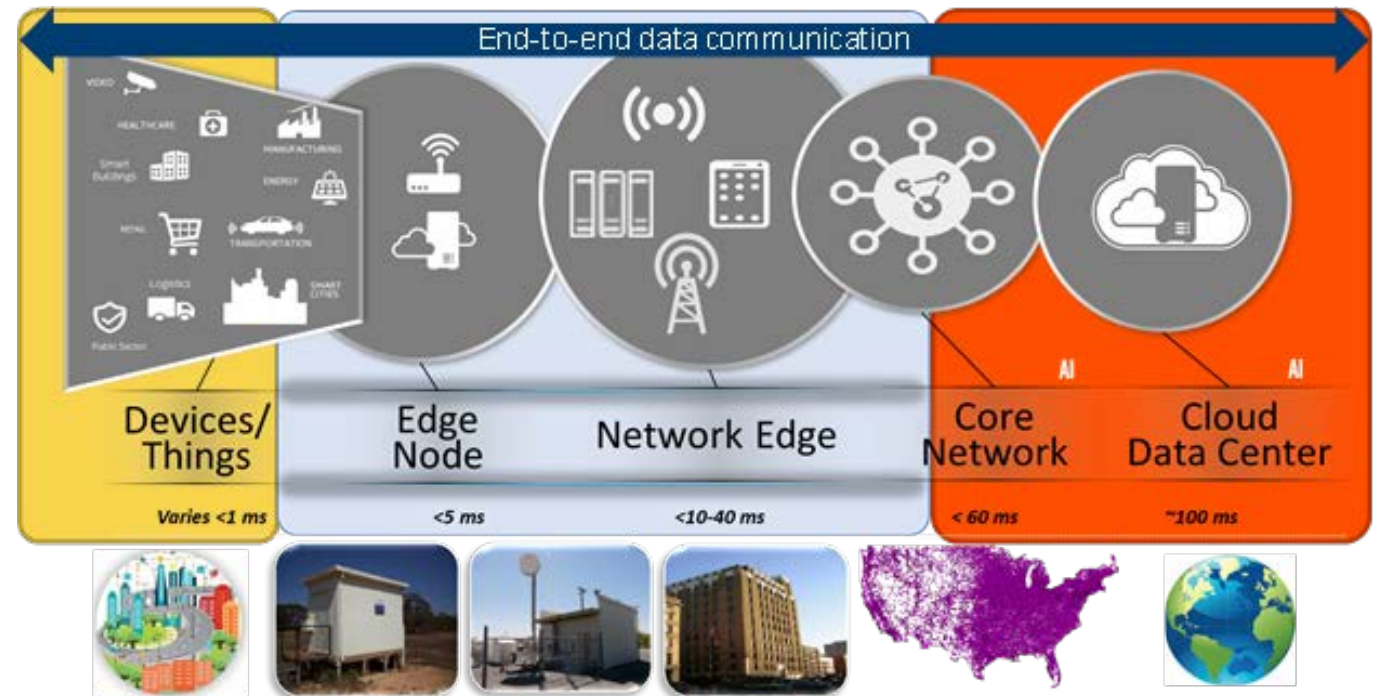 End-to-end data communication
VIDEO
HEALTHCARE
MANUFACTURING
Smart
Buildings
ENERGY
RETAIL
TRANSPORTATION
Logistics
SMART
CITIES
Public Sector
AI
AI
Devices/
Things
Edge
Node
Network Edge
Core
Network
Cloud
Data Center
Varies <1 ms
<5 ms
<10-40 ms
< 60 ms
~100 ms